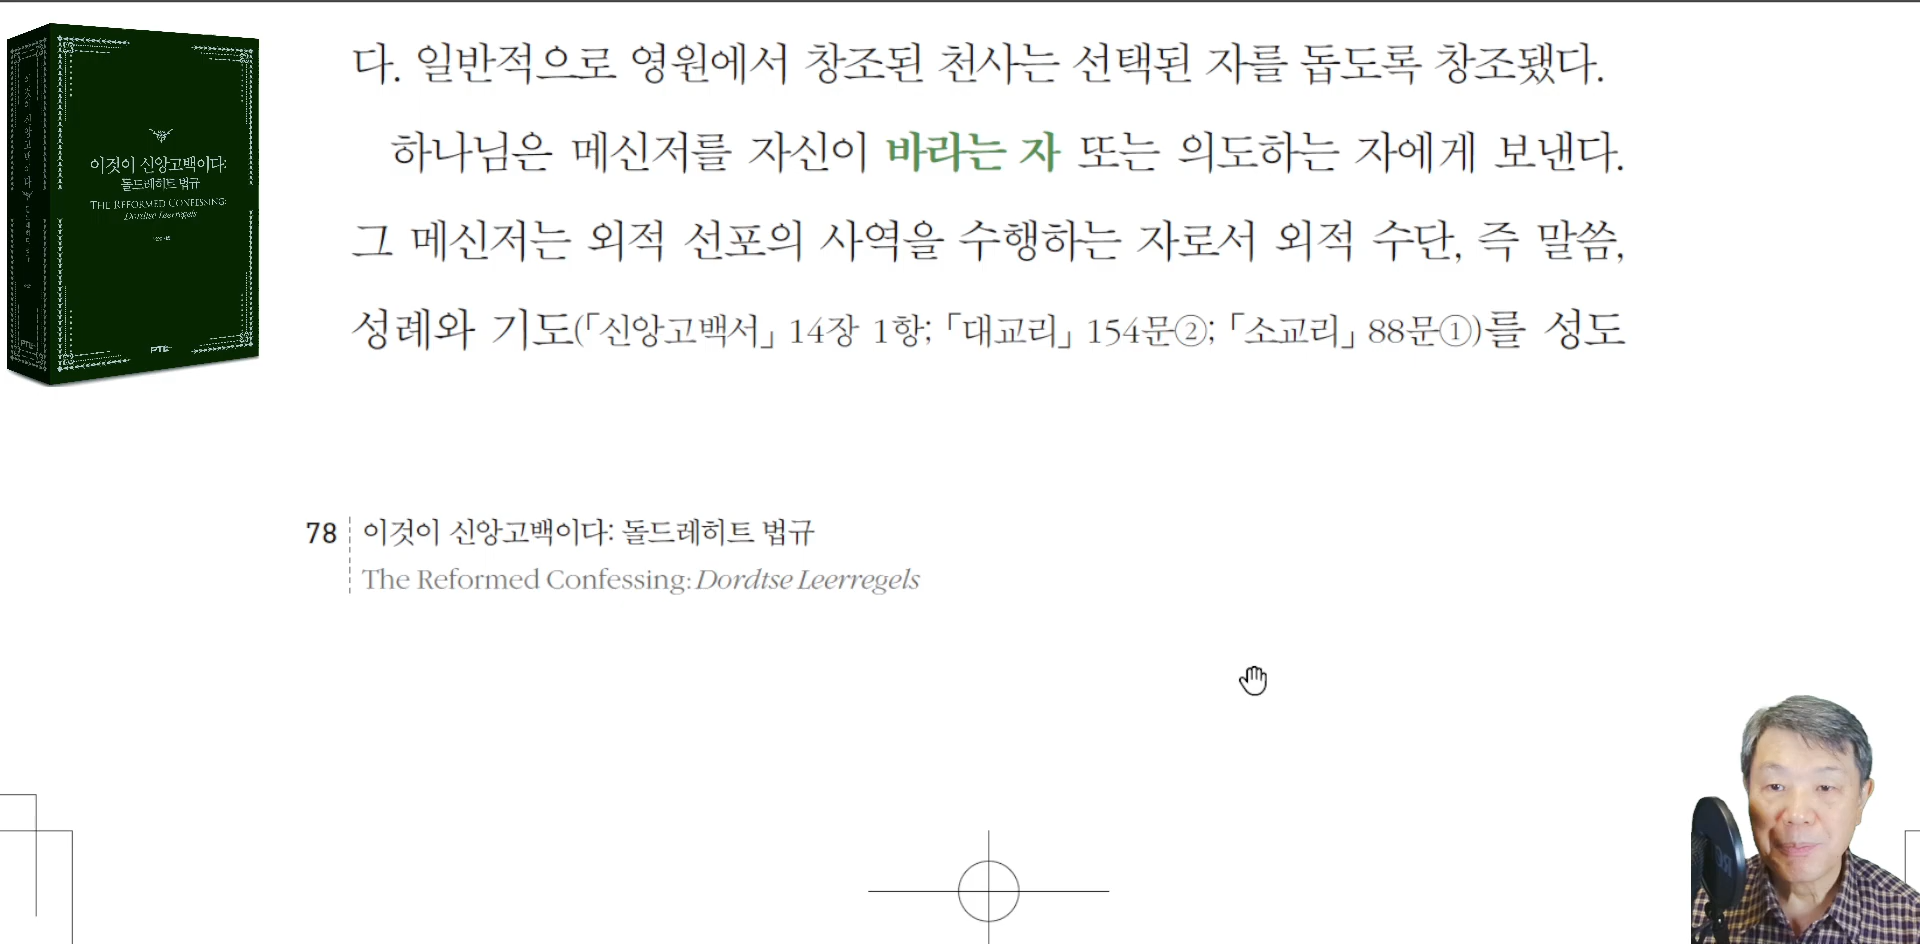 다. 일반적으로 영원에서 창조된 천사는 선택된 자를 돕도록 창조됐다.
하나님은 메신저를 자신이 바라는 자 또는 의도하는 자에게 보낸다.
그 메신저는 외적 선포의 사역을 수행하는 자로서 외적 수단, 즉 말씀,
성례와 기도(「신앙고백서」 14장 1항; 「대교리」 154문②; 「소교리」 88문①)를 성도
78
이것이 신앙고백이다: 돌드레히트 법규
The Reformed Confessing: Dordtse Leerregels
이것이 신앙고백이다:
돌드레히트 법규
THE REFORMED CONFESSING:
Dordtse Leerregels